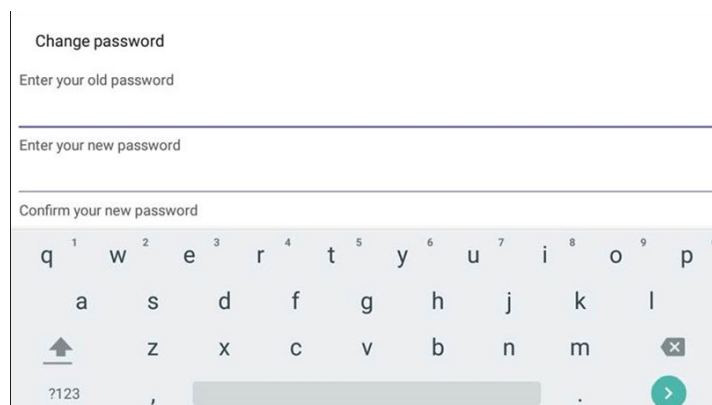 Change password
Enter your old password
Enter your new password
Confirm your new password
1 2 3 4 5 6 7 8 9
q w e r t y u i o p
a s d f g h j k l
z x c v b n m
?123 , .